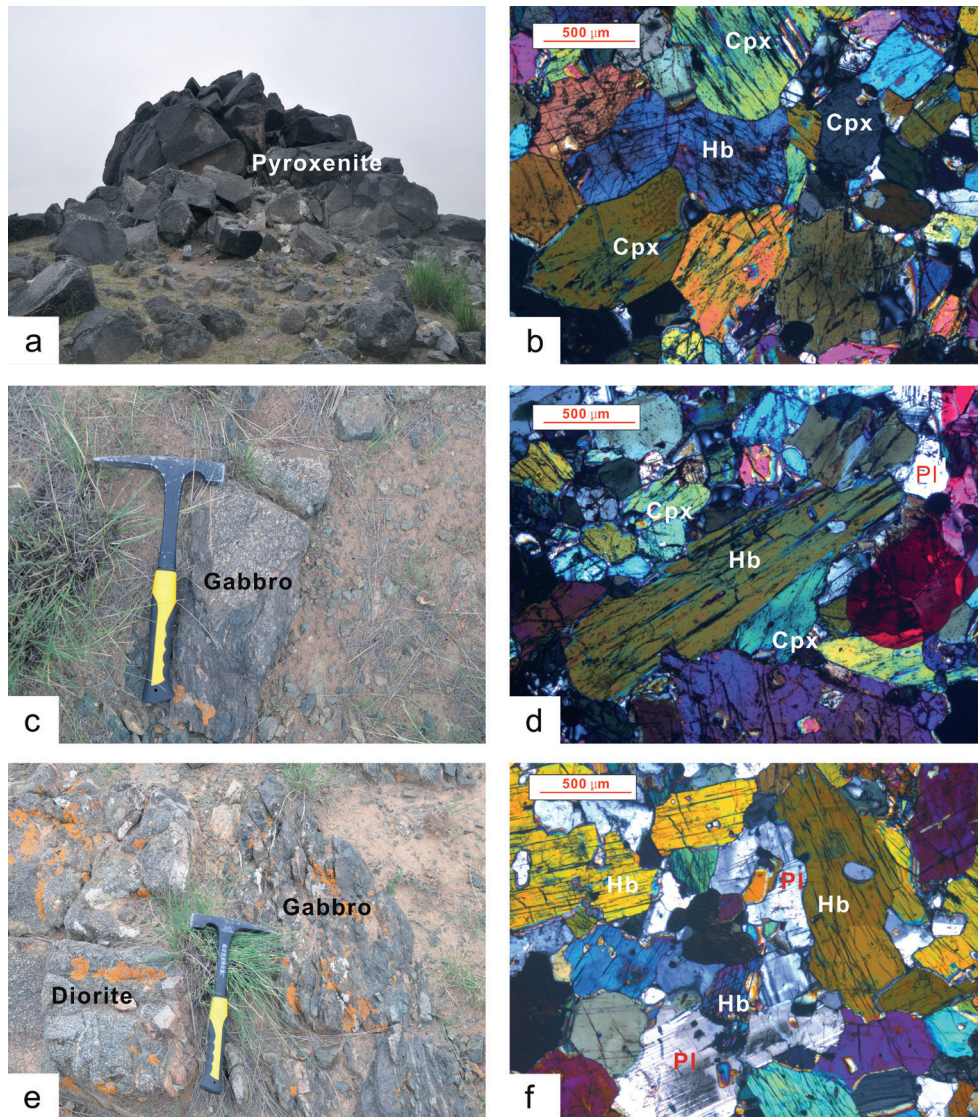 Pyroxenite
a
500 μm
Cpx
Cpx
Hb
Cpx
b
Gabbro
c
500 μm
Pl
Cpx
Hb
Cpx
d
Gabbro
Diorite
e
500 μm
Hb
Pl
Hb
Hb
Pl
f